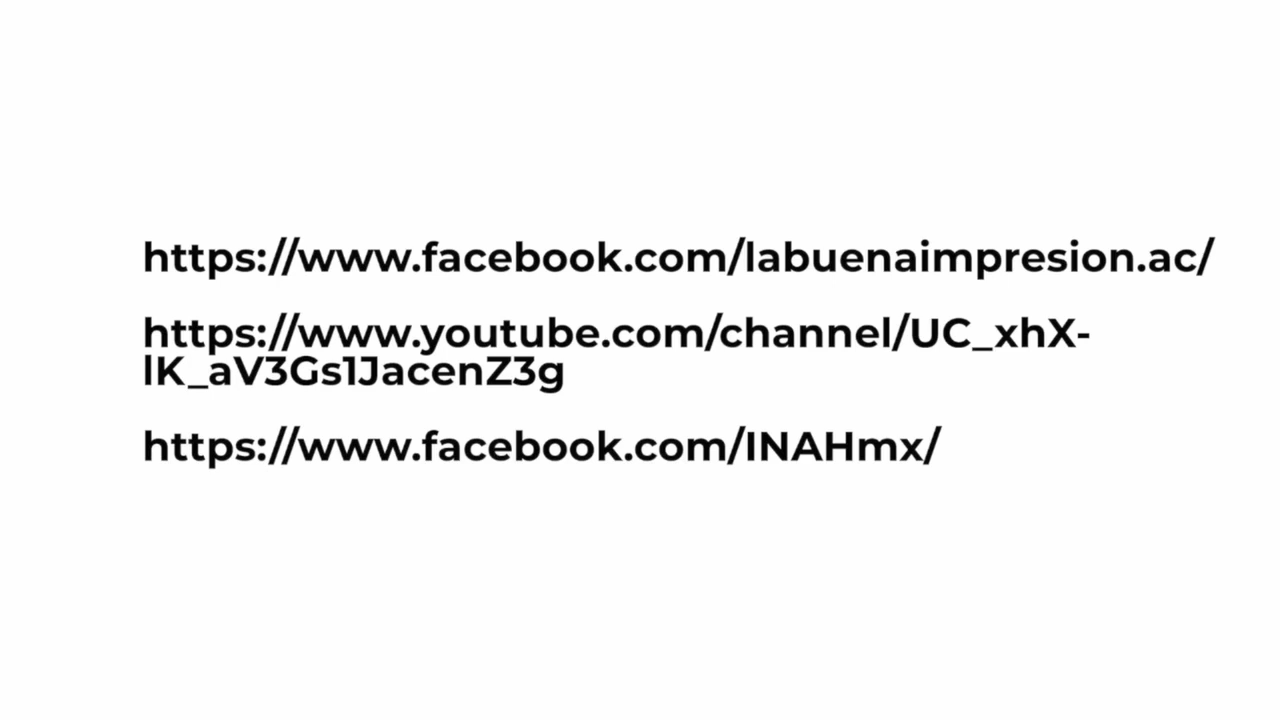 https://www.facebook.com/labuenaimpresion.ac/
https://www.youtube.com/channel/UC_xhX-
lK_aV3Gs1JacenZ3g
https://www.facebook.com/INAHmx/